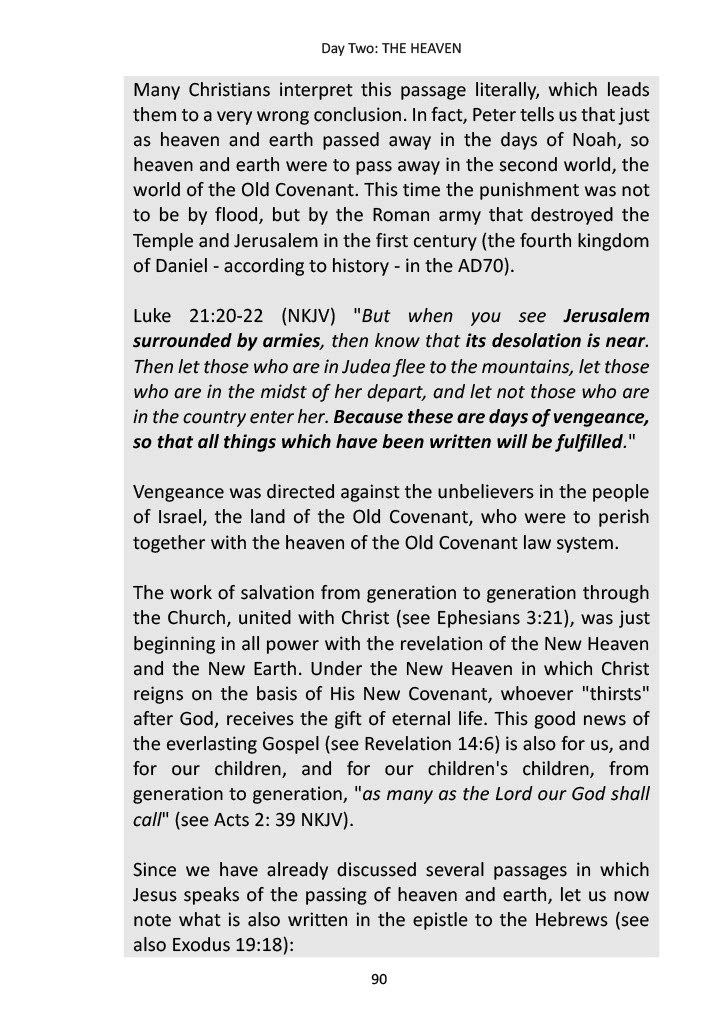 Day Two: THE HEAVEN
Many Christians interpret this passage literally, which leads
them to a very wrong conclusion. In fact, Peter tells us that just
as heaven and earth passed away in the days of Noah, so
heaven and earth were to pass away in the second world, the
world of the Old Covenant. This time the punishment was not
to be by flood, but by the Roman army that destroyed the
Temple and Jerusalem in the first century (the fourth kingdom
of Daniel - according to history - in the AD70).
Luke 21:20-22 (NKJV) "But when you see Jerusalem
surrounded by armies, then know that its desolation is near.
Then let those who are in Judea flee to the mountains, let those
who are in the midst of her depart, and let not those who are
in the country enter her. Because these are days of vengeance,
so that all things which have been written will be fulfilled."
Vengeance was directed against the unbelievers in the people
of Israel, the land of the Old Covenant, who were to perish
together with the heaven of the Old Covenant law system.
The work of salvation from generation to generation through
the Church, united with Christ (see Ephesians 3:21), was just
beginning in all power with the revelation of the New Heaven
and the New Earth. Under the New Heaven in which Christ
reigns on the basis of His New Covenant, whoever "thirsts"
after God, receives the gift of eternal life. This good news of
the everlasting Gospel (see Revelation 14:6) is also for us, and
for our children, and for our children's children, from
generation to generation, "as many as the Lord our God shall
call" (see Acts 2: 39 NKJV).
Since we have already discussed several passages in which
Jesus speaks of the passing of heaven and earth, let us now
note what is also written in the epistle to the Hebrews (see
also Exodus 19:18):
90